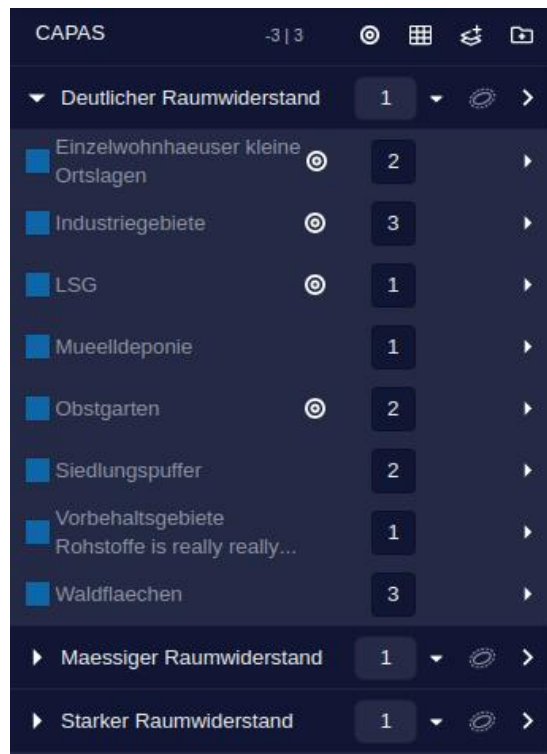 CAPAS -3 | 3
Deutlicher Raumwiderstand 1
Einzelwohnhaeuser kleine
Ortslagen 2
Industriegebiete 3
LSG 1
Mueelldeponie 1
Obstgarten 2
Siedlungspuffer 2
Vorbehaltsgebiete
Rohstoffe is really really... 1
Waldflaechen 3
Maessiger Raumwiderstand 1
Starker Raumwiderstand 1